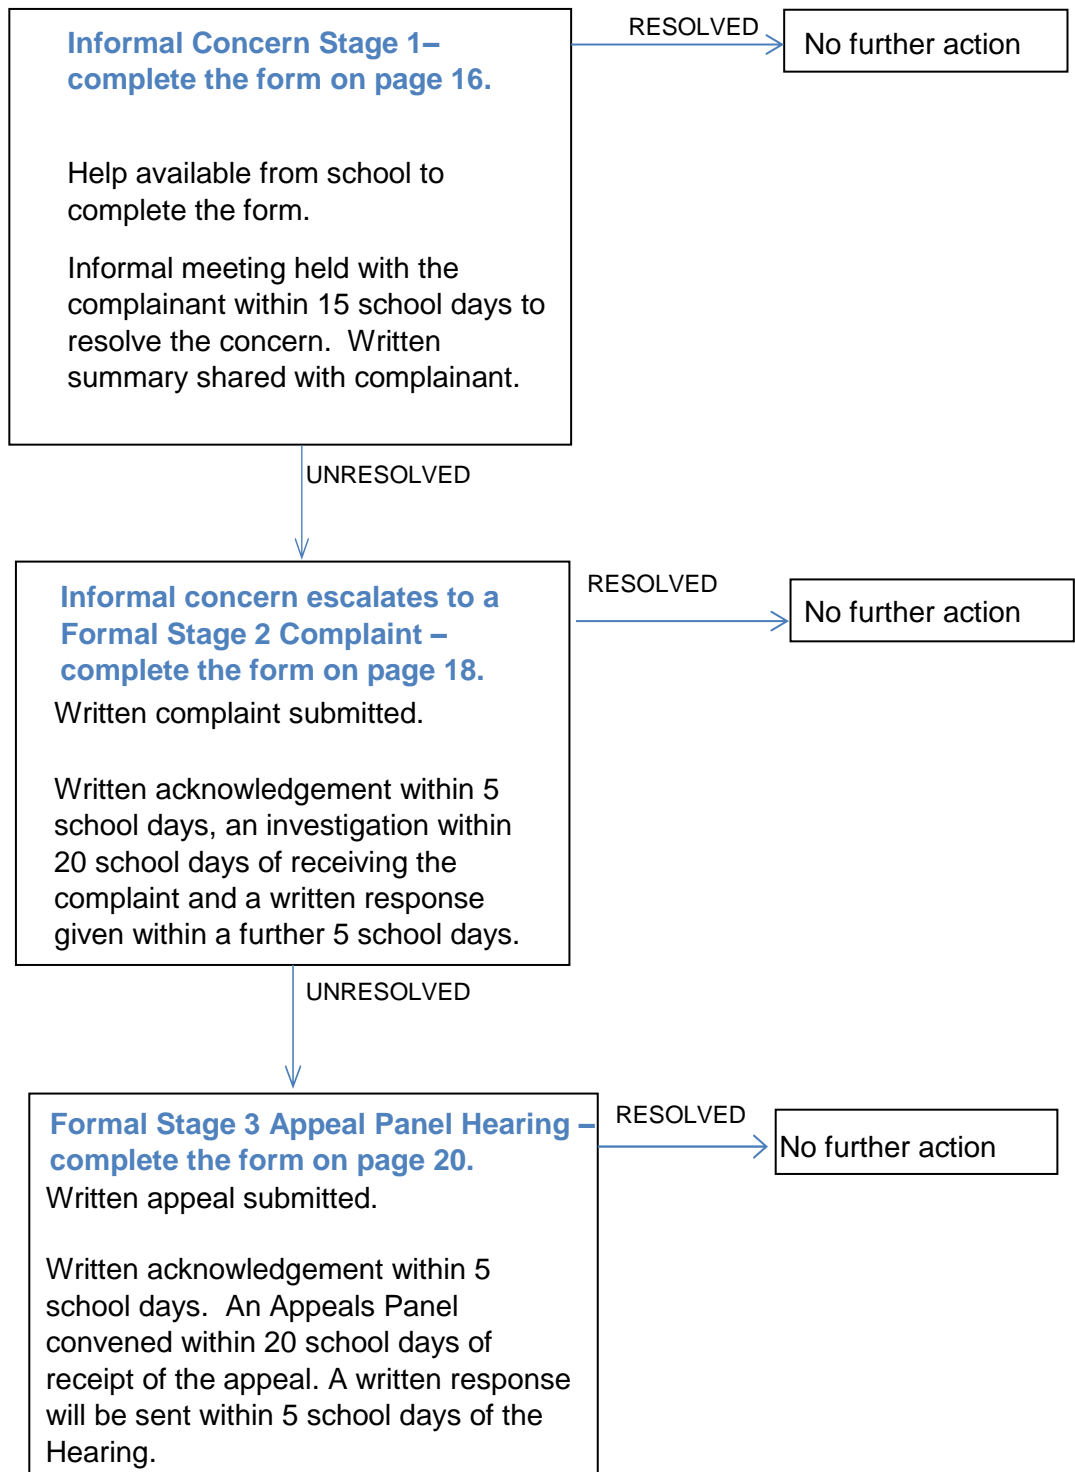 Informal Concern Stage 1–
complete the form on page 16.
Help available from school to
complete the form.
Informal meeting held with the
complainant within 15 school days to
resolve the concern.  Written
summary shared with complainant.
RESOLVED
No further action
UNRESOLVED
Informal concern escalates to a
Formal Stage 2 Complaint –
complete the form on page 18.
Written complaint submitted.
Written acknowledgement within 5
school days, an investigation within
20 school days of receiving the
complaint and a written response
given within a further 5 school days.
RESOLVED
No further action
UNRESOLVED
Formal Stage 3 Appeal Panel Hearing –
complete the form on page 20.
Written appeal submitted.
Written acknowledgement within 5
school days.  An Appeals Panel
convened within 20 school days of
receipt of the appeal. A written response
will be sent within 5 school days of the
Hearing.
RESOLVED
No further action